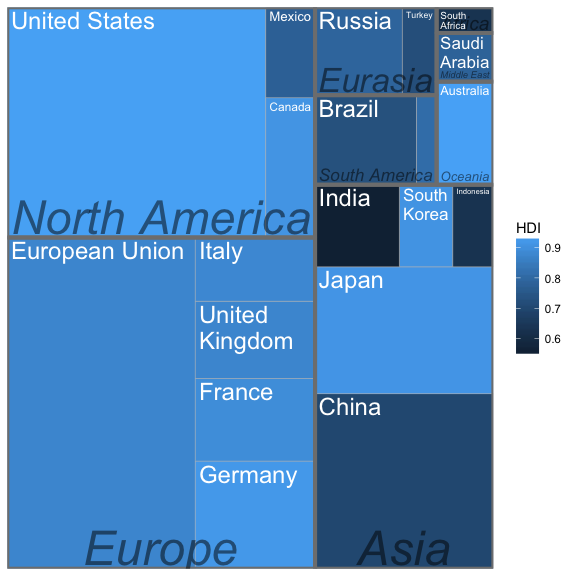 United States
Mexico
Canada
North America
Russia
Turkey
Eurasia
South
Africa
Saudi
Arabia
Middle East
Brazil
South America
Australia
Oceania
European Union
Italy
United
Kingdom
France
Germany
Europe
India
South
Korea
Indonesia
Japan
China
Asia
HDI
0.9
0.8
0.7
0.6